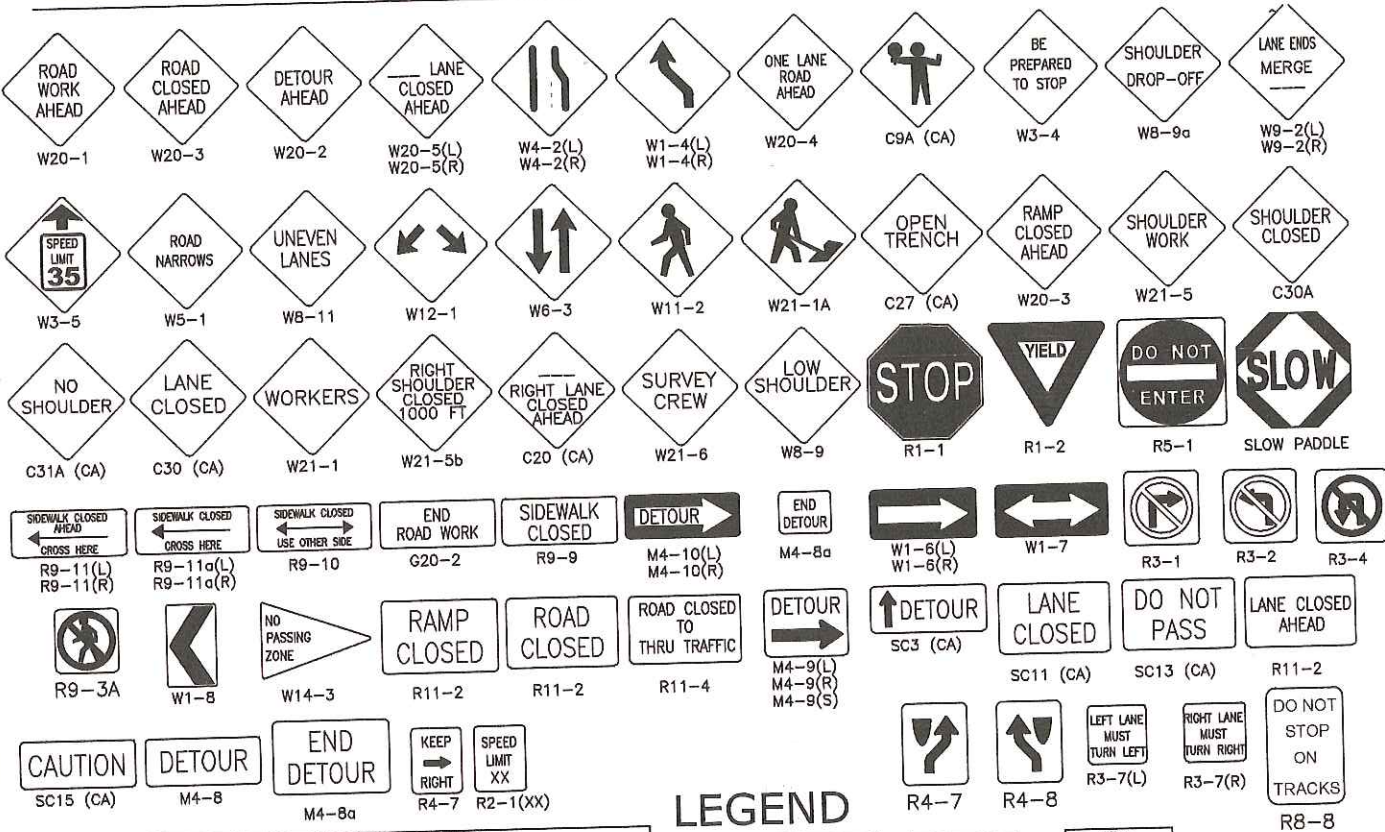 ROAD
WORK
AHEAD
W20-1
ROAD
CLOSED
AHEAD
W20-3
DETOUR
AHEAD
W20-2
___ LANE
CLOSED
AHEAD
W20-5(L)
W20-5(R)
W4-2(L)
W4-2(R)
W1-4(L)
W1-4(R)
ONE LANE
ROAD
AHEAD
W20-4
C9A (CA)
BE
PREPARED
TO STOP
W3-4
SHOULDER
DROP-OFF
W8-9a
LANE ENDS
MERGE
___
W9-2(L)
W9-2(R)
SPEED
LIMIT
35
W3-5
ROAD
NARROWS
W5-1
UNEVEN
LANES
W8-11
W12-1
W6-3
W11-2
W21-1A
OPEN
TRENCH
C27 (CA)
RAMP
CLOSED
AHEAD
W20-3
SHOULDER
WORK
W21-5
SHOULDER
CLOSED
C30A
NO
SHOULDER
C31A (CA)
LANE
CLOSED
C30 (CA)
WORKERS
W21-1
RIGHT
SHOULDER
CLOSED
1000 FT
W21-5b
___
RIGHT LANE
CLOSED
AHEAD
C20 (CA)
SURVEY
CREW
W21-6
LOW
SHOULDER
W8-9
STOP
R1-1
YIELD
R1-2
DO NOT
ENTER
R5-1
SLOW
SLOW PADDLE
SIDEWALK CLOSED
AHEAD
CROSS HERE
R9-11(L)
R9-11(R)
SIDEWALK CLOSED
CROSS HERE
R9-11a(L)
R9-11a(R)
SIDEWALK CLOSED
USE OTHER SIDE
R9-10
END
ROAD WORK
G20-2
SIDEWALK
CLOSED
R9-9
DETOUR
M4-10(L)
M4-10(R)
END
DETOUR
M4-8a
W1-6(L)
W1-6(R)
W1-7
R3-1
R3-2
R3-4
R9-3A
W1-8
NO
PASSING
ZONE
W14-3
RAMP
CLOSED
R11-2
ROAD
CLOSED
R11-2
ROAD CLOSED
TO
THRU TRAFFIC
R11-4
DETOUR
M4-9(L)
M4-9(R)
M4-9(S)
DETOUR
SC3 (CA)
LANE
CLOSED
SC11 (CA)
DO NOT
PASS
SC13 (CA)
LANE CLOSED
AHEAD
R11-2
CAUTION
SC15 (CA)
DETOUR
M4-8
END
DETOUR
M4-8a
KEEP
RIGHT
R4-7
SPEED
LIMIT
XX
R2-1(XX)
LEGEND
R4-7
R4-8
LEFT LANE
MUST
TURN LEFT
R3-7(L)
RIGHT LANE
MUST
TURN RIGHT
R3-7(R)
DO NOT
STOP
ON
TRACKS
R8-8